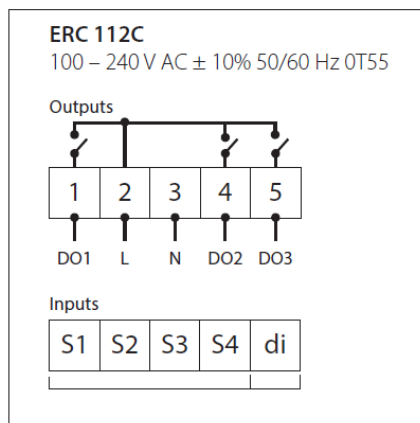 ERC 112C
100 – 240 V AC ± 10% 50/60 Hz 0T55
Outputs
1 2 3 4 5
DO1 L N DO2 DO3
Inputs
S1 S2 S3 S4 di